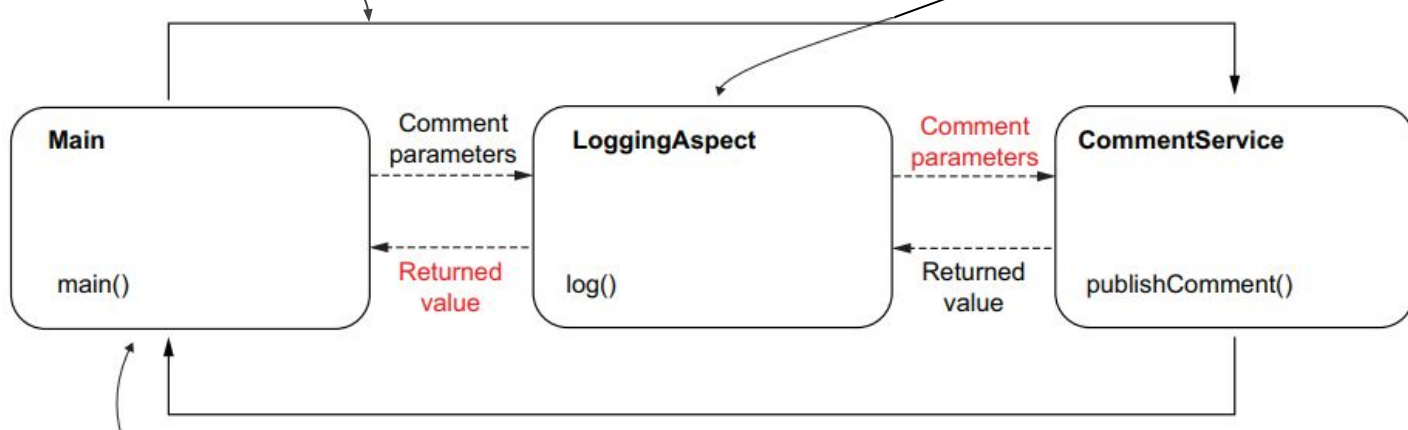 Main
Comment
parameters
LoggingAspect
Comment
parameters
CommentService
main()
Returned
value
log()
Returned
value
publishComment()